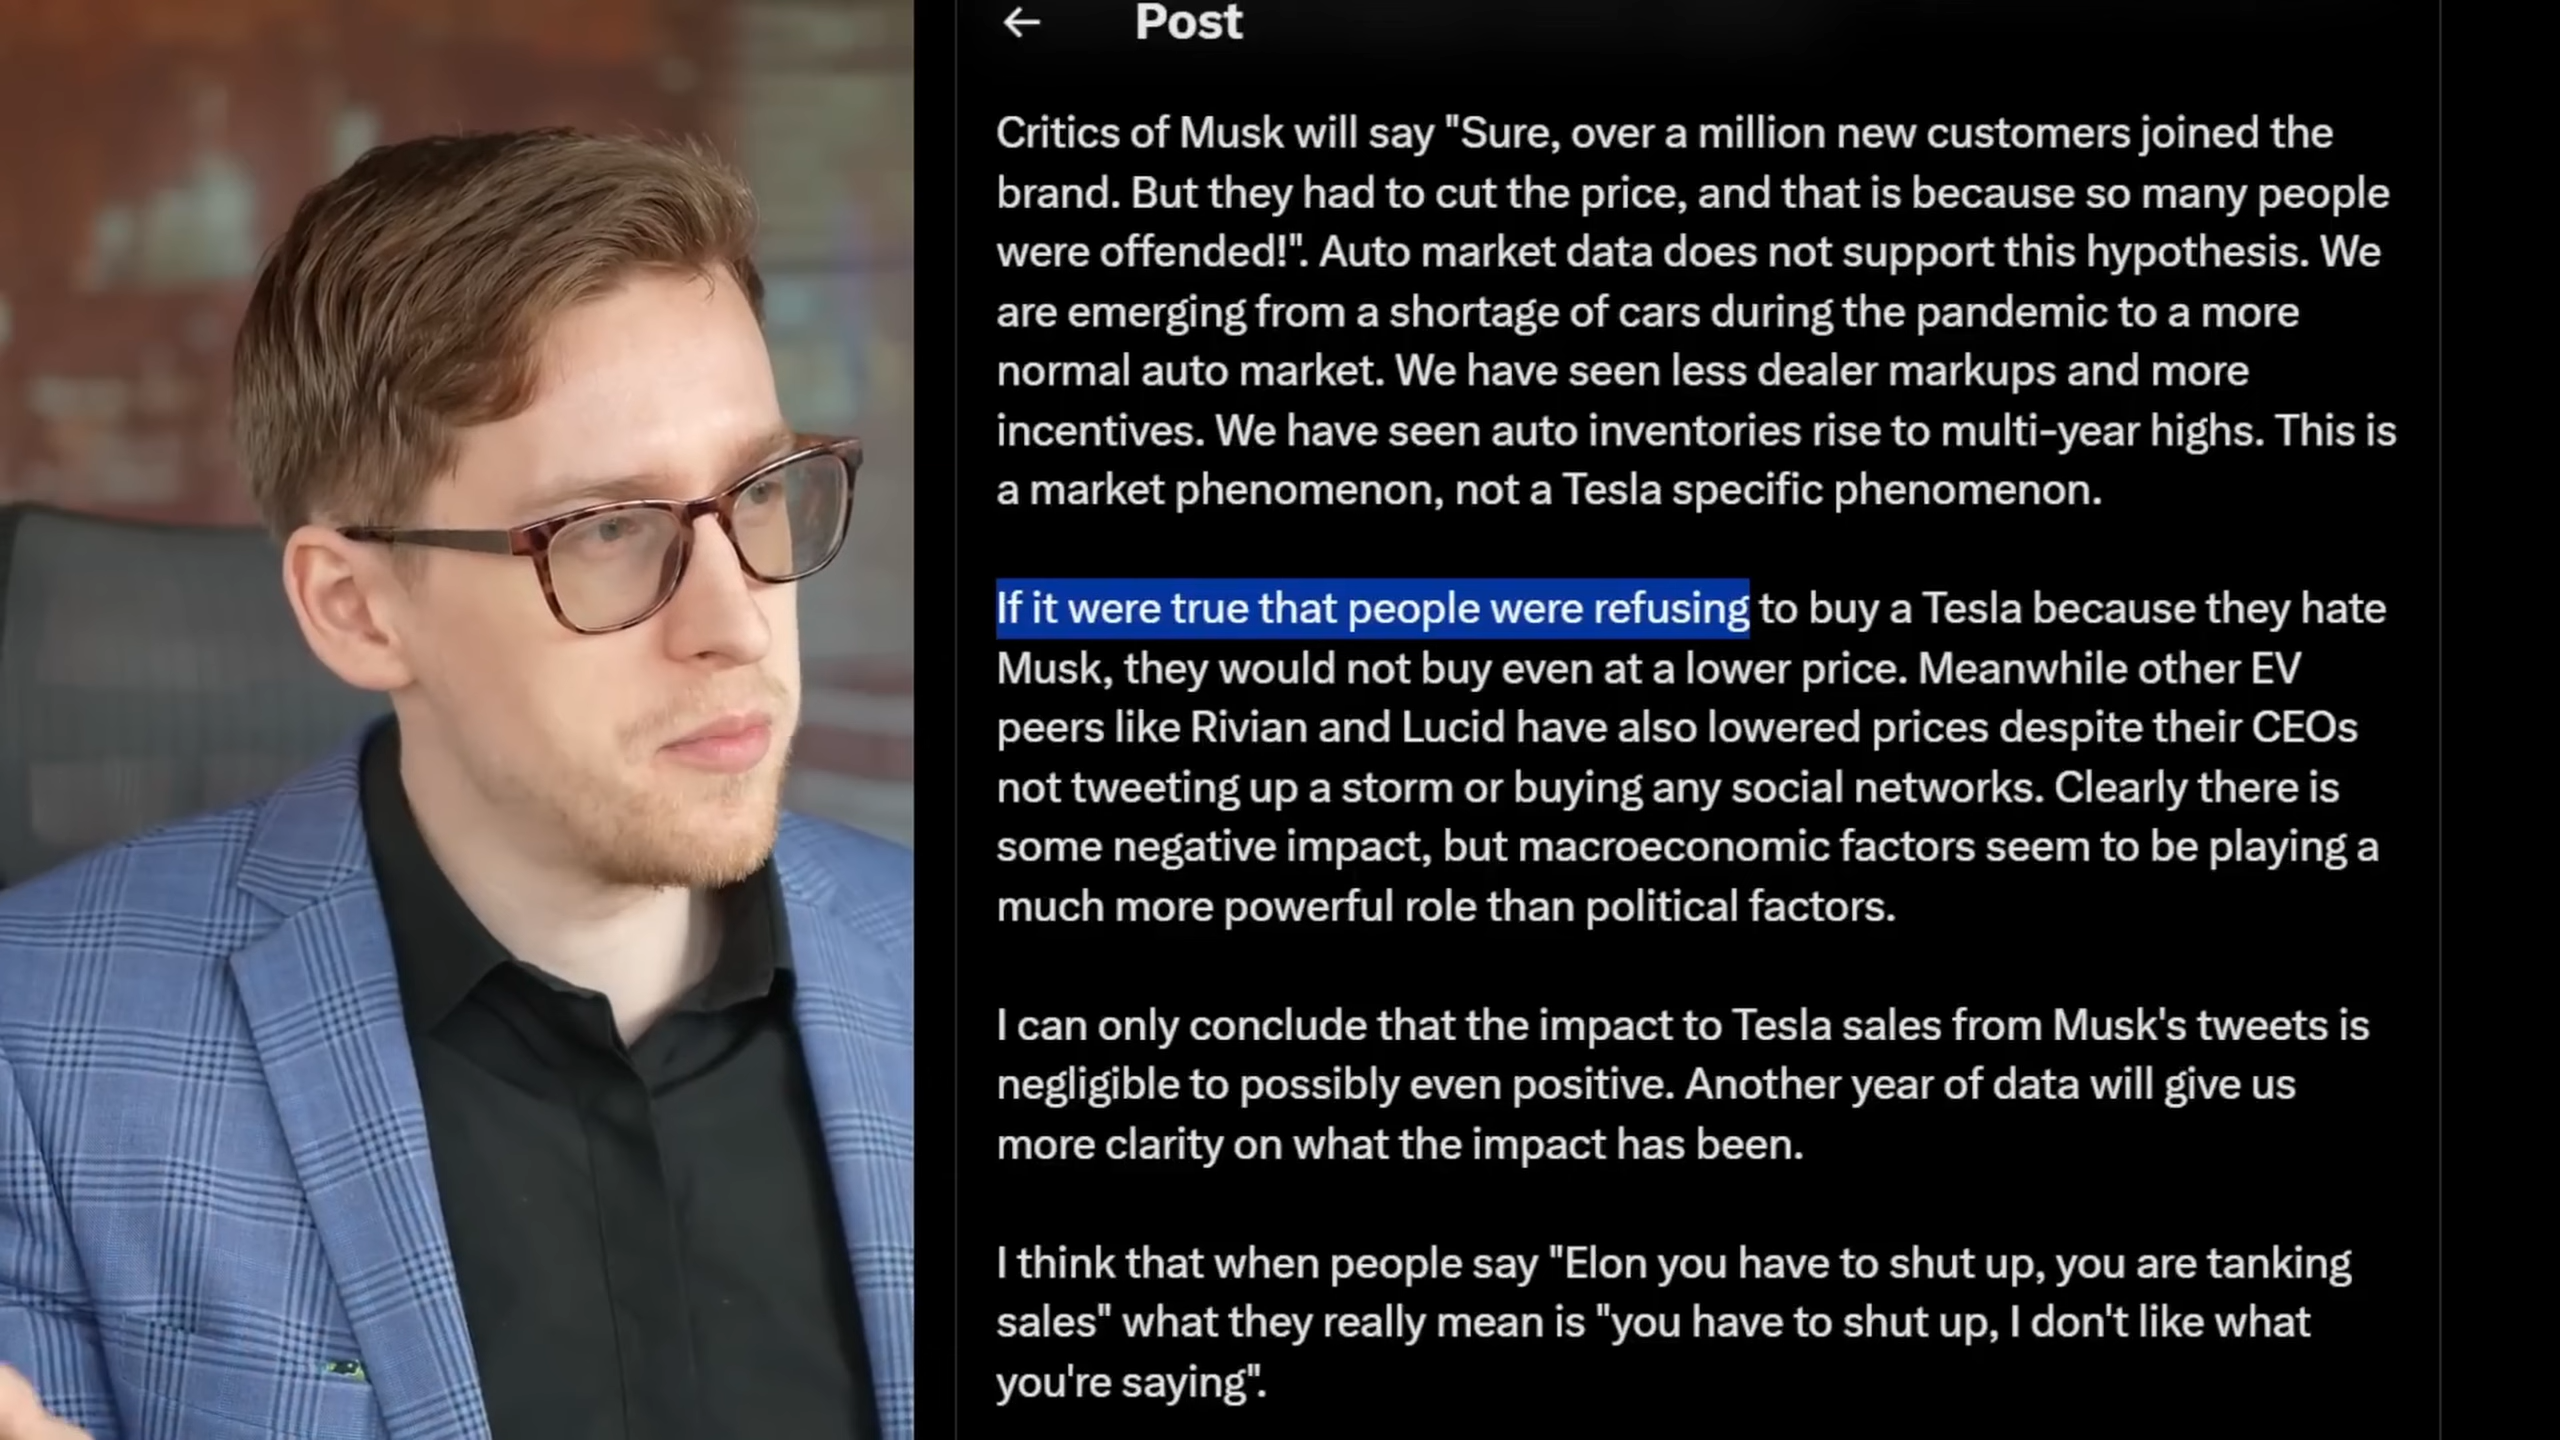 Post
Critics of Musk will say "Sure, over a million new customers joined the
brand. But they had to cut the price, and that is because so many people
were offended!". Auto market data does not support this hypothesis. We
are emerging from a shortage of cars during the pandemic to a more
normal auto market. We have seen less dealer markups and more
incentives. We have seen auto inventories rise to multi-year highs. This is
a market phenomenon, not a Tesla specific phenomenon.
If it were true that people were refusing to buy a Tesla because they hate
Musk, they would not buy even at a lower price. Meanwhile other EV
peers like Rivian and Lucid have also lowered prices despite their CEOs
not tweeting up a storm or buying any social networks. Clearly there is
some negative impact, but macroeconomic factors seem to be playing a
much more powerful role than political factors.
I can only conclude that the impact to Tesla sales from Musk's tweets is
negligible to possibly even positive. Another year of data will give us
more clarity on what the impact has been.
I think that when people say "Elon you have to shut up, you are tanking
sales" what they really mean is "you have to shut up, I don't like what
you're saying".